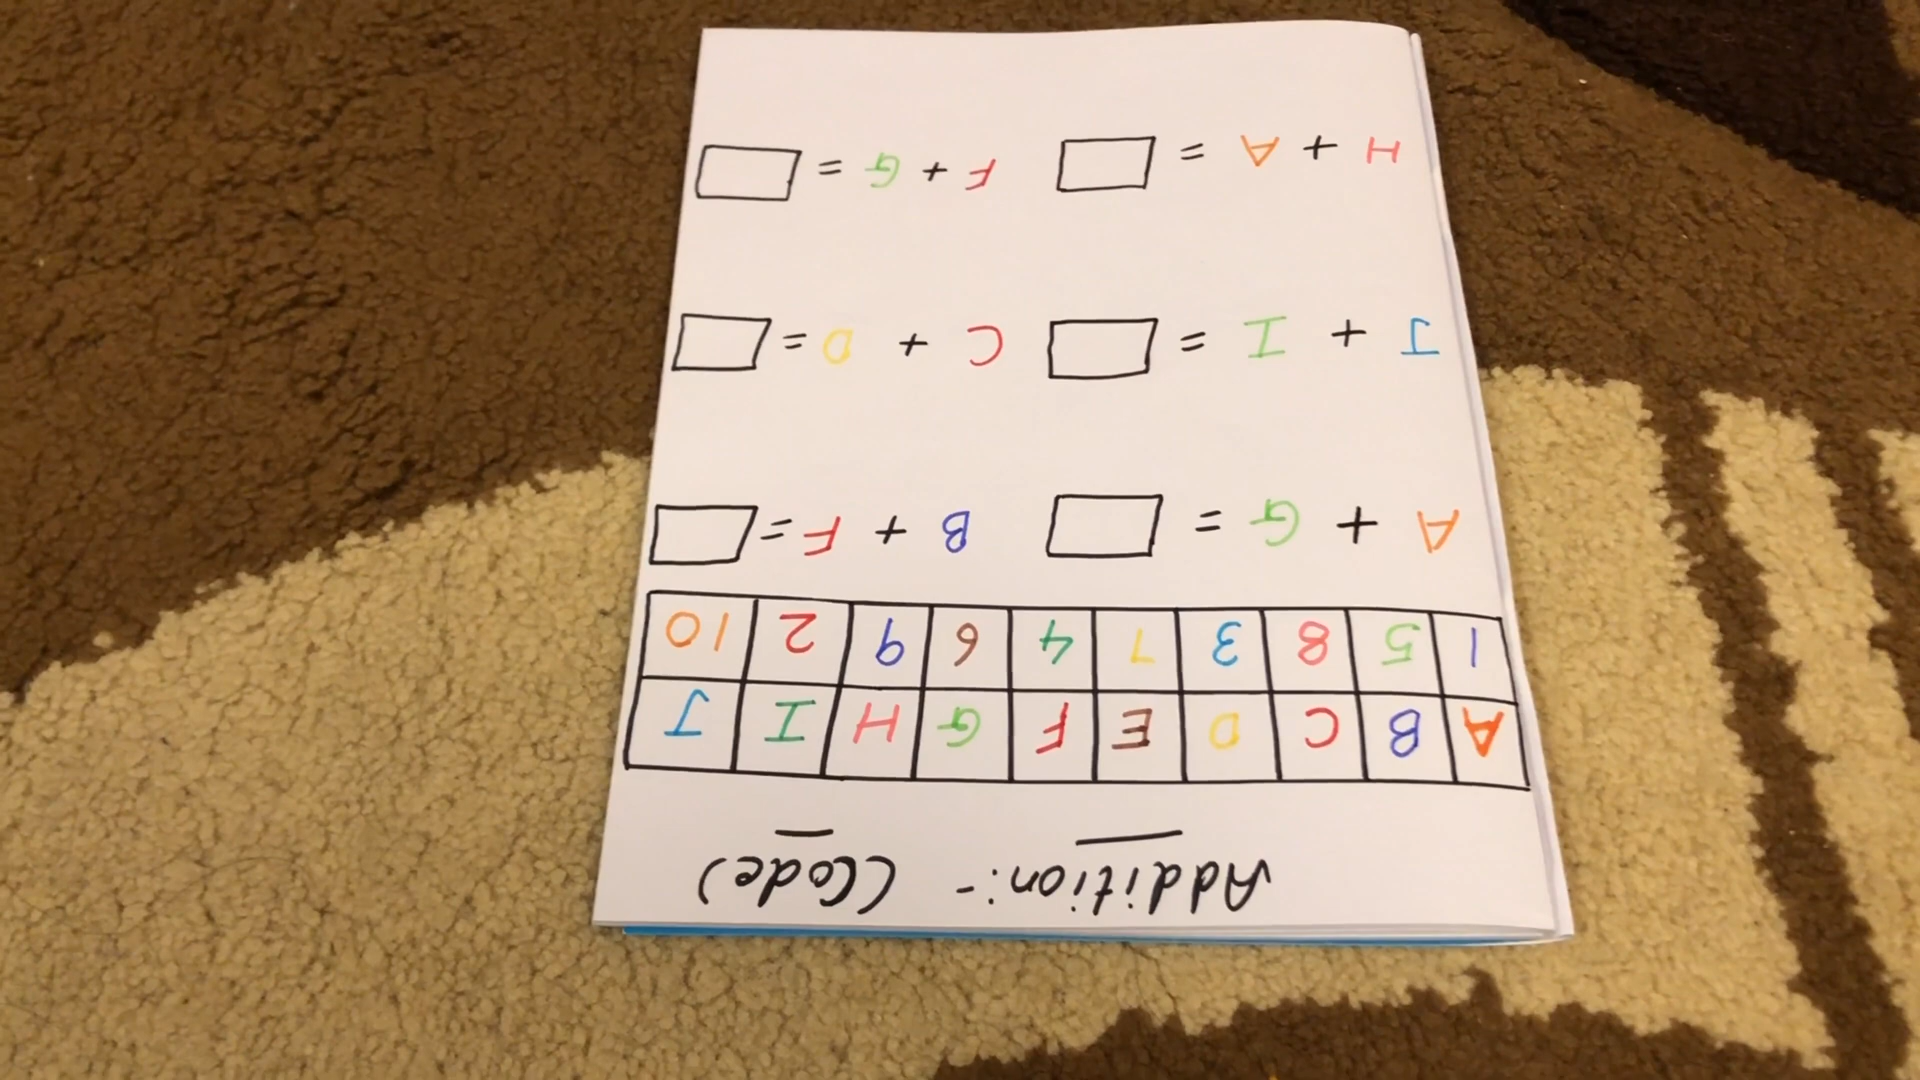 Addition:- (Code)
A B C D E F G H I J
1 5 8 3 7 4 6 9 2 10
A + G = B + F =
J + I = C + D =
H + A = F + G =